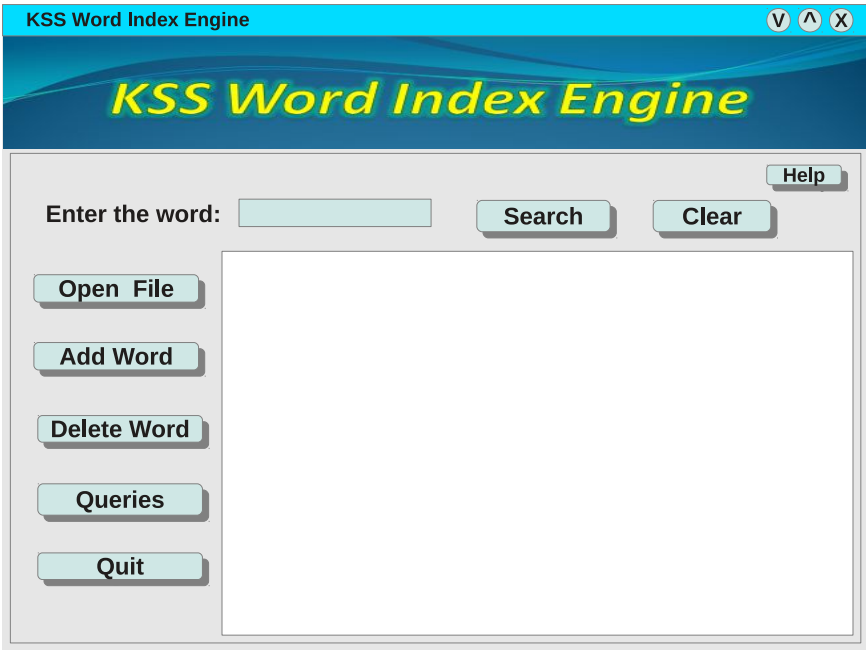 KSS Word Index Engine
V ^ X
KSS Word Index Engine
Help
Enter the word:
Search
Clear
Open File
Add Word
Delete Word
Queries
Quit